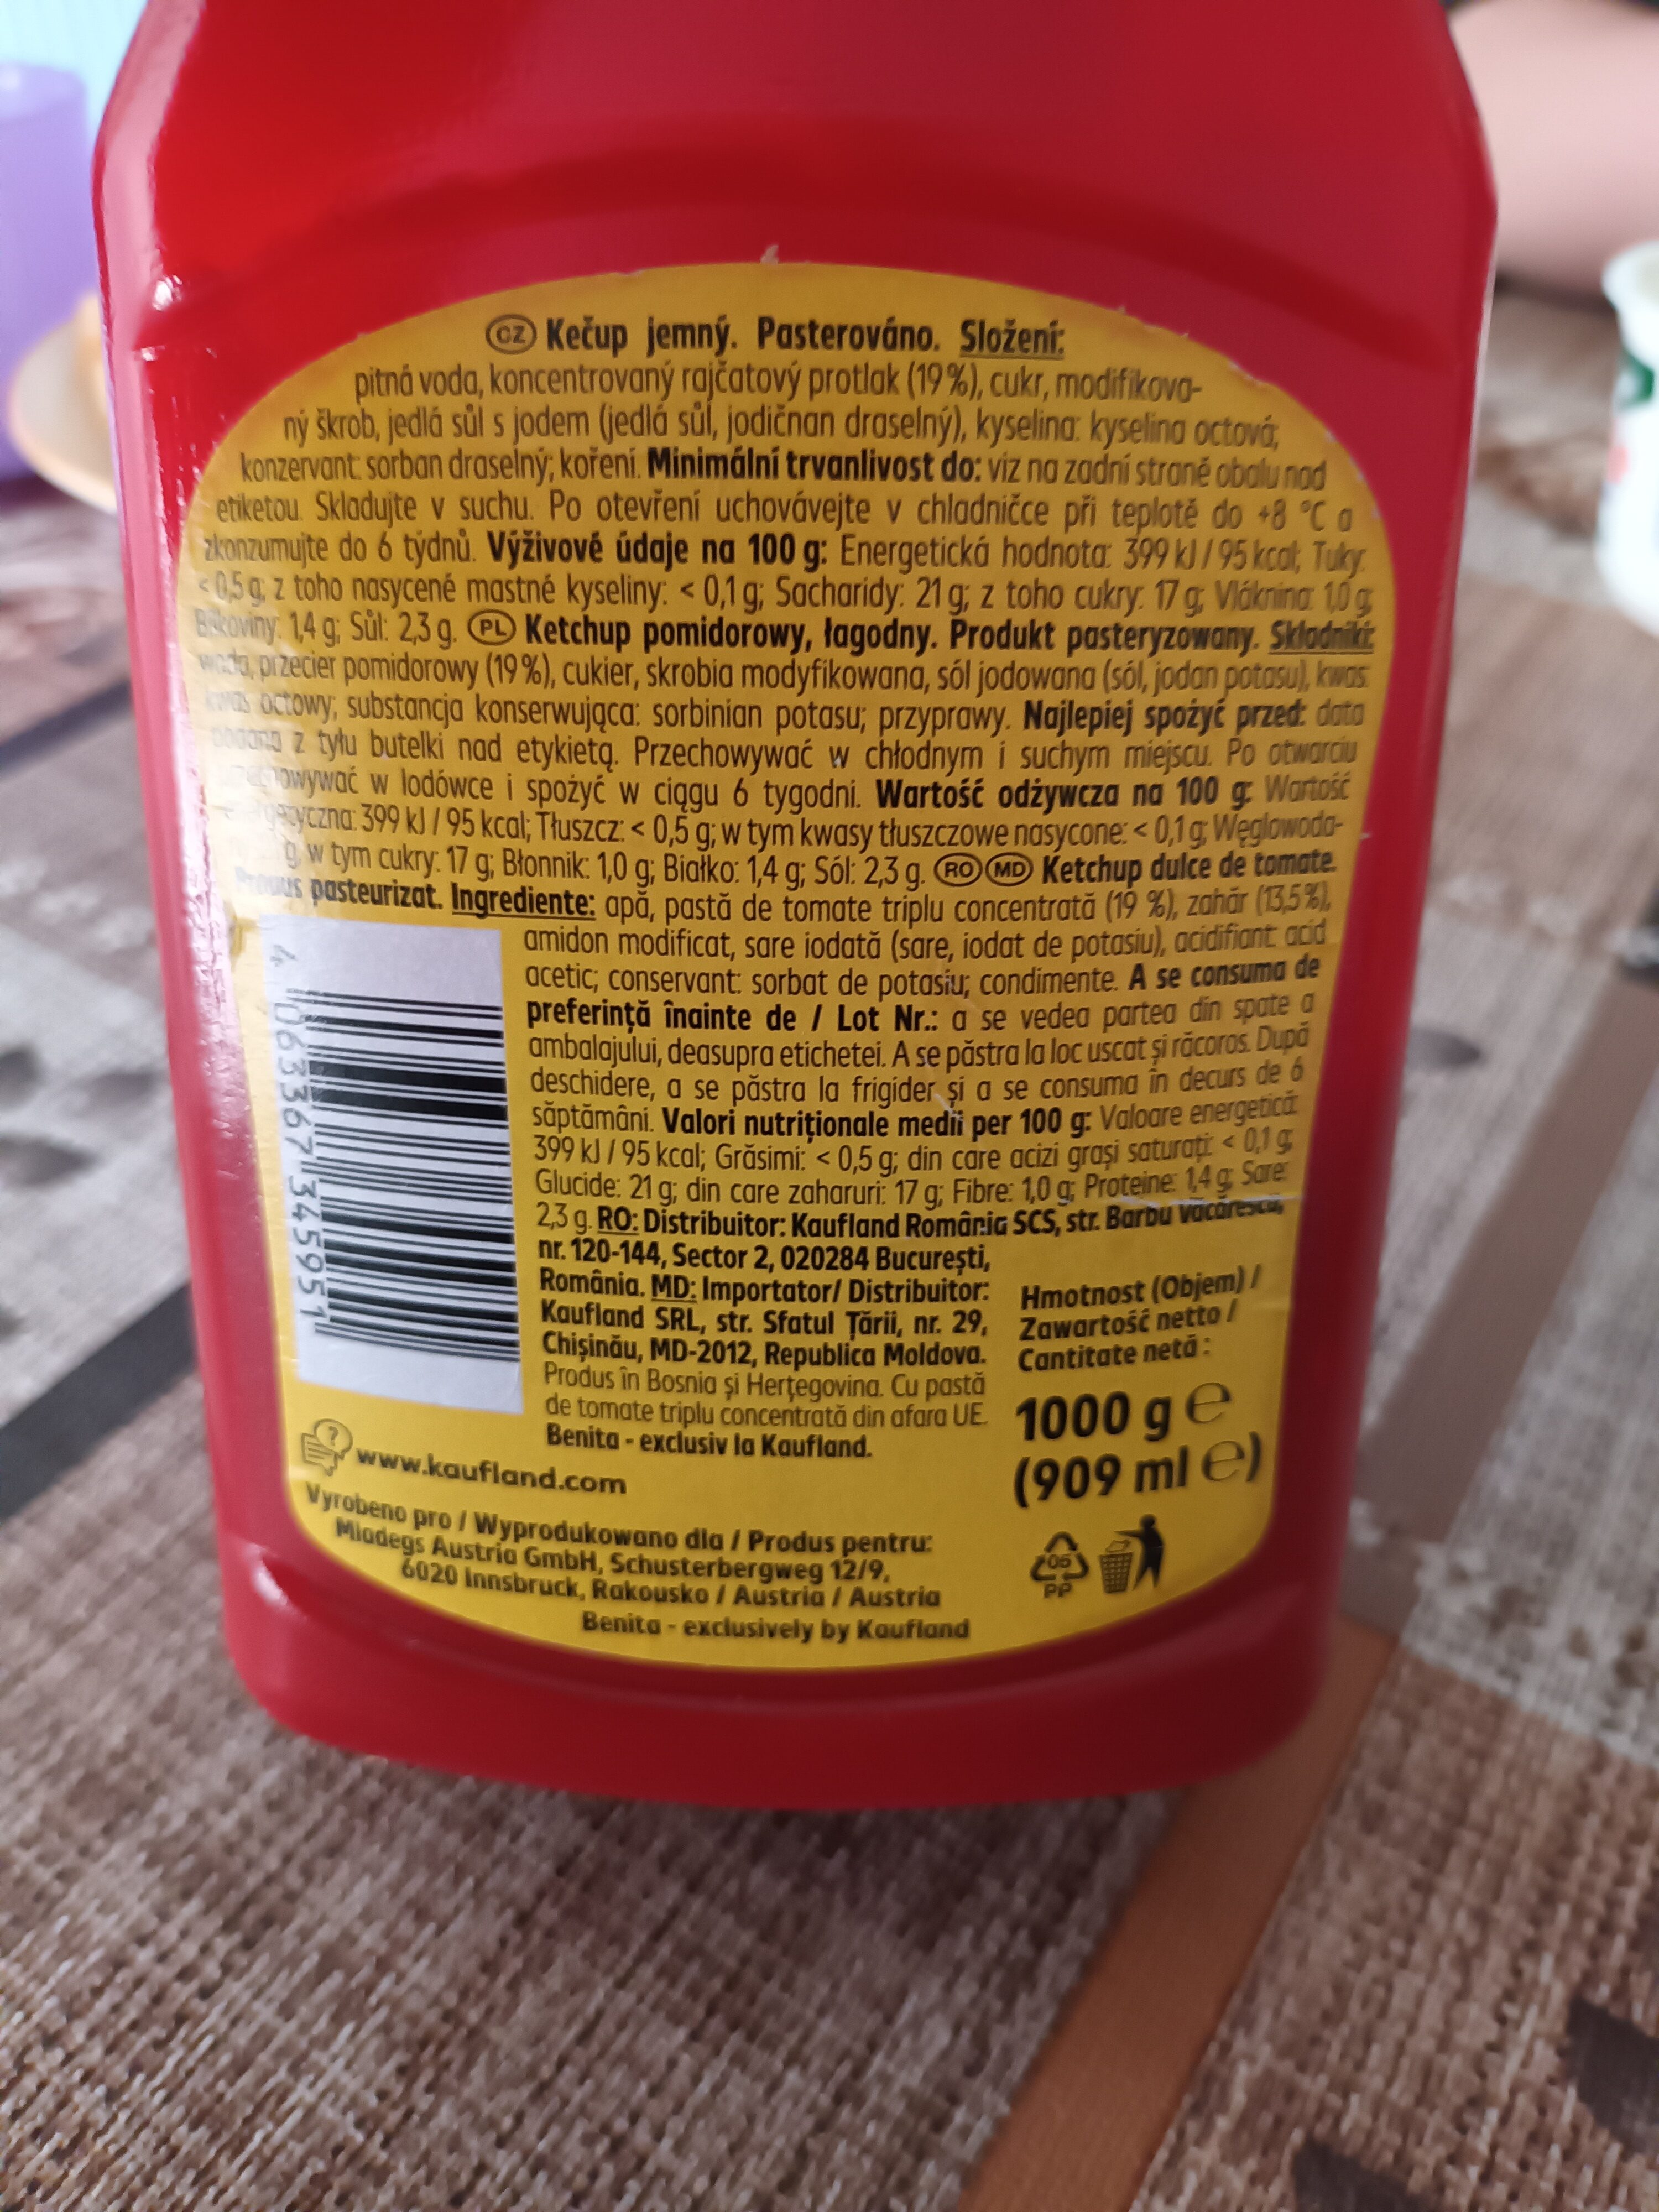 CZ Kečup jemný. Pasterováno. Složení:
pitná voda, koncentrovaný rajčatový protlak (19%), cukr, modifikova-
ný škrob, jedlá sůl s jodem (jedlá sůl, jodičnan draselný), kyselina: kyselina octová;
konzervant: sorban draselný; koření. Minimální trvanlivost do: viz na zadní straně obalu nad
etiketou. Skladujte v suchu. Po otevření uchovávejte v chladničce při teplotě do +8 °C a
zkonzumujte do 6 týdnů. Výživové údaje na 100 g: Energetická hodnota: 399 kJ / 95 kcal; Tuky:
< 0,5 g; z toho nasycené mastné kyseliny: < 0,1 g; Sacharidy: 21 g; z toho cukry: 17 g; Vláknina: 1,0 g;
Bílkoviny: 1,4 g; Sůl: 2,3 g. PL Ketchup pomidorowy, łagodny. Produkt pasteryzowany. Składniki:
woda, przecier pomidorowy (19%), cukier, skrobia modyfikowana, sól jodowana (sól, jodan potasu), kwas:
kwas octowy; substancja konserwująca: sorbinian potasu; przyprawy. Najlepiej spożyć przed: data
podana z tyłu butelki nad etykietą. Przechowywać w chłodnym i suchym miejscu. Po otwarciu
przechowywać w lodówce i spożyć w ciągu 6 tygodni. Wartość odżywcza na 100 g: Wartość
energetyczna: 399 kJ / 95 kcal; Tłuszcz: < 0,5 g; w tym kwasy tłuszczowe nasycone: < 0,1 g; Węglowoda-
g, w tym cukry: 17 g; Błonnik: 1,0 g; Białko: 1,4 g; Sól: 2,3 g. RO MD Ketchup dulce de tomate.
Produs pasteurizat. Ingrediente: apă, pastă de tomate triplu concentrată (19 %), zahăr (13,5%),
amidon modificat, sare iodată (sare, iodat de potasiu), acidifiant: acid
acetic; conservant: sorbat de potasiu; condimente. A se consuma de
preferință înainte de / Lot Nr.: a se vedea partea din spate a
ambalajului, deasupra etichetei. A se păstra la loc uscat și răcoros. După
deschidere, a se păstra la frigider și a se consuma în decurs de 6
săptămâni. Valori nutriționale medii per 100 g: Valoare energetică:
399 kJ / 95 kcal; Grăsimi: < 0,5 g; din care acizi grași saturați: < 0,1 g;
Glucide: 21 g; din care zaharuri: 17 g; Fibre: 1,0 g; Proteine: 1,4 g; Sare:
2,3 g. RO: Distribuitor: Kaufland România SCS, str. Barbu Văcărescu,
nr. 120-144, Sector 2, 020284 București,
România. MD: Importator/ Distribuitor:
Kaufland SRL, str. Sfatul Țării, nr. 29,
Chișinău, MD-2012, Republica Moldova.
Produs în Bosnia și Herțegovina. Cu pastă
de tomate triplu concentrată din afara UE.
Benita - exclusiv la Kaufland.
Hmotnost (Objem) /
Zawartość netto /
Cantitate netă :
1000 g e
(909 ml e)
4 063367 345951
www.kaufland.com
Vyrobeno pro / Wyprodukowano dla / Produs pentru:
Miadegs Austria GmbH, Schusterbergweg 12/9,
6020 Innsbruck, Rakousko / Austria / Austria
Benita - exclusively by Kaufland
05
PP